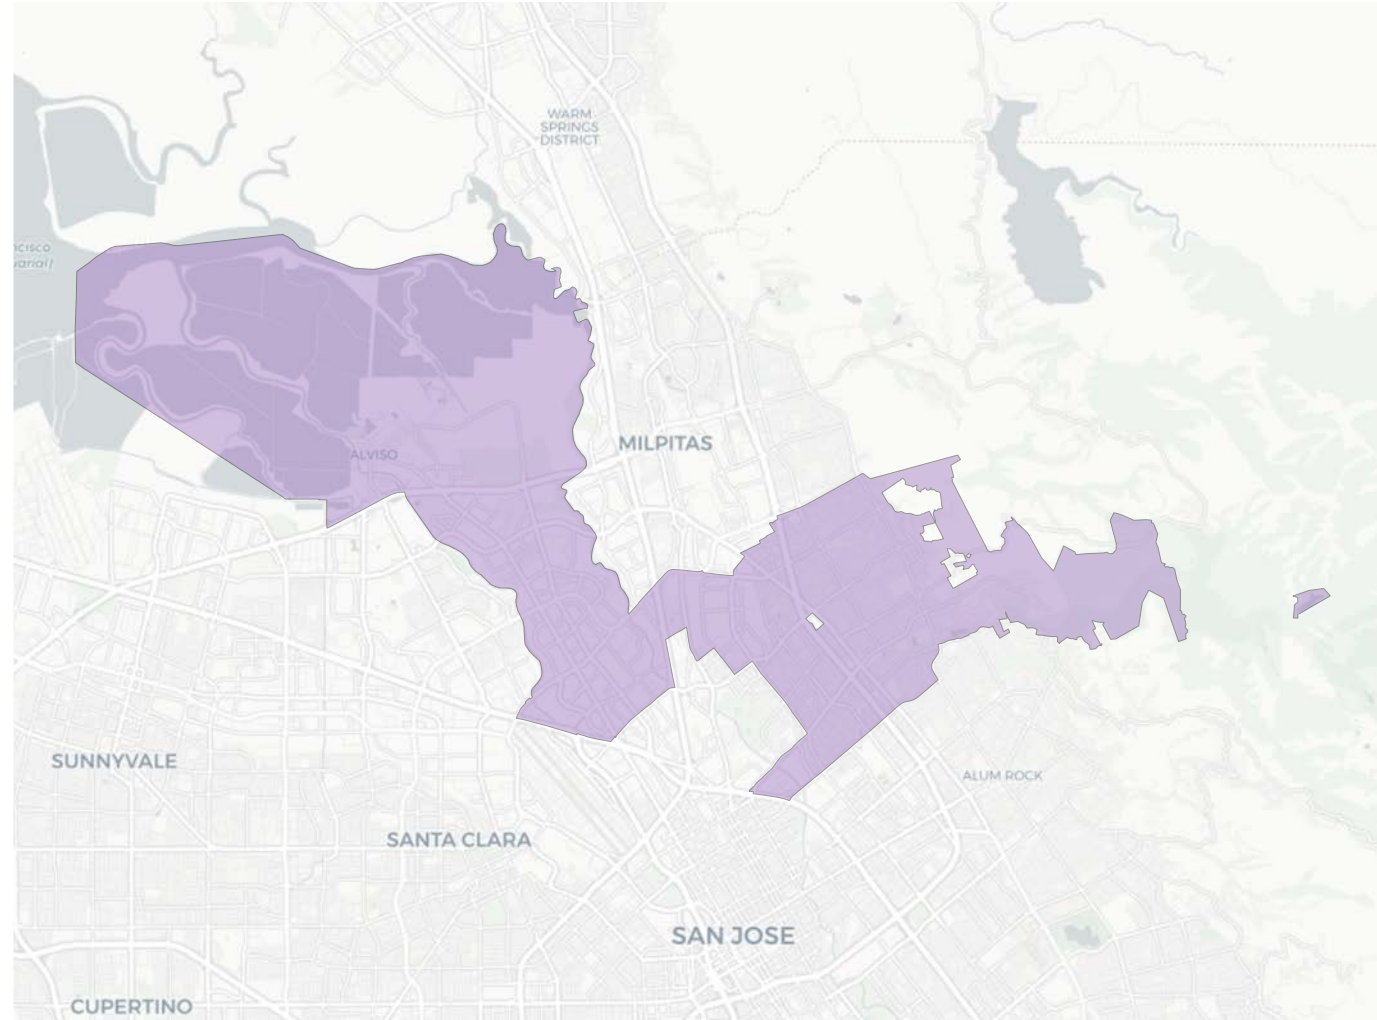 WARM
SPRINGS
DISTRICT
MILPITAS
ALVISO
SUNNYVALE
ALUM ROCK
SANTA CLARA
SAN JOSE
CUPERTINO